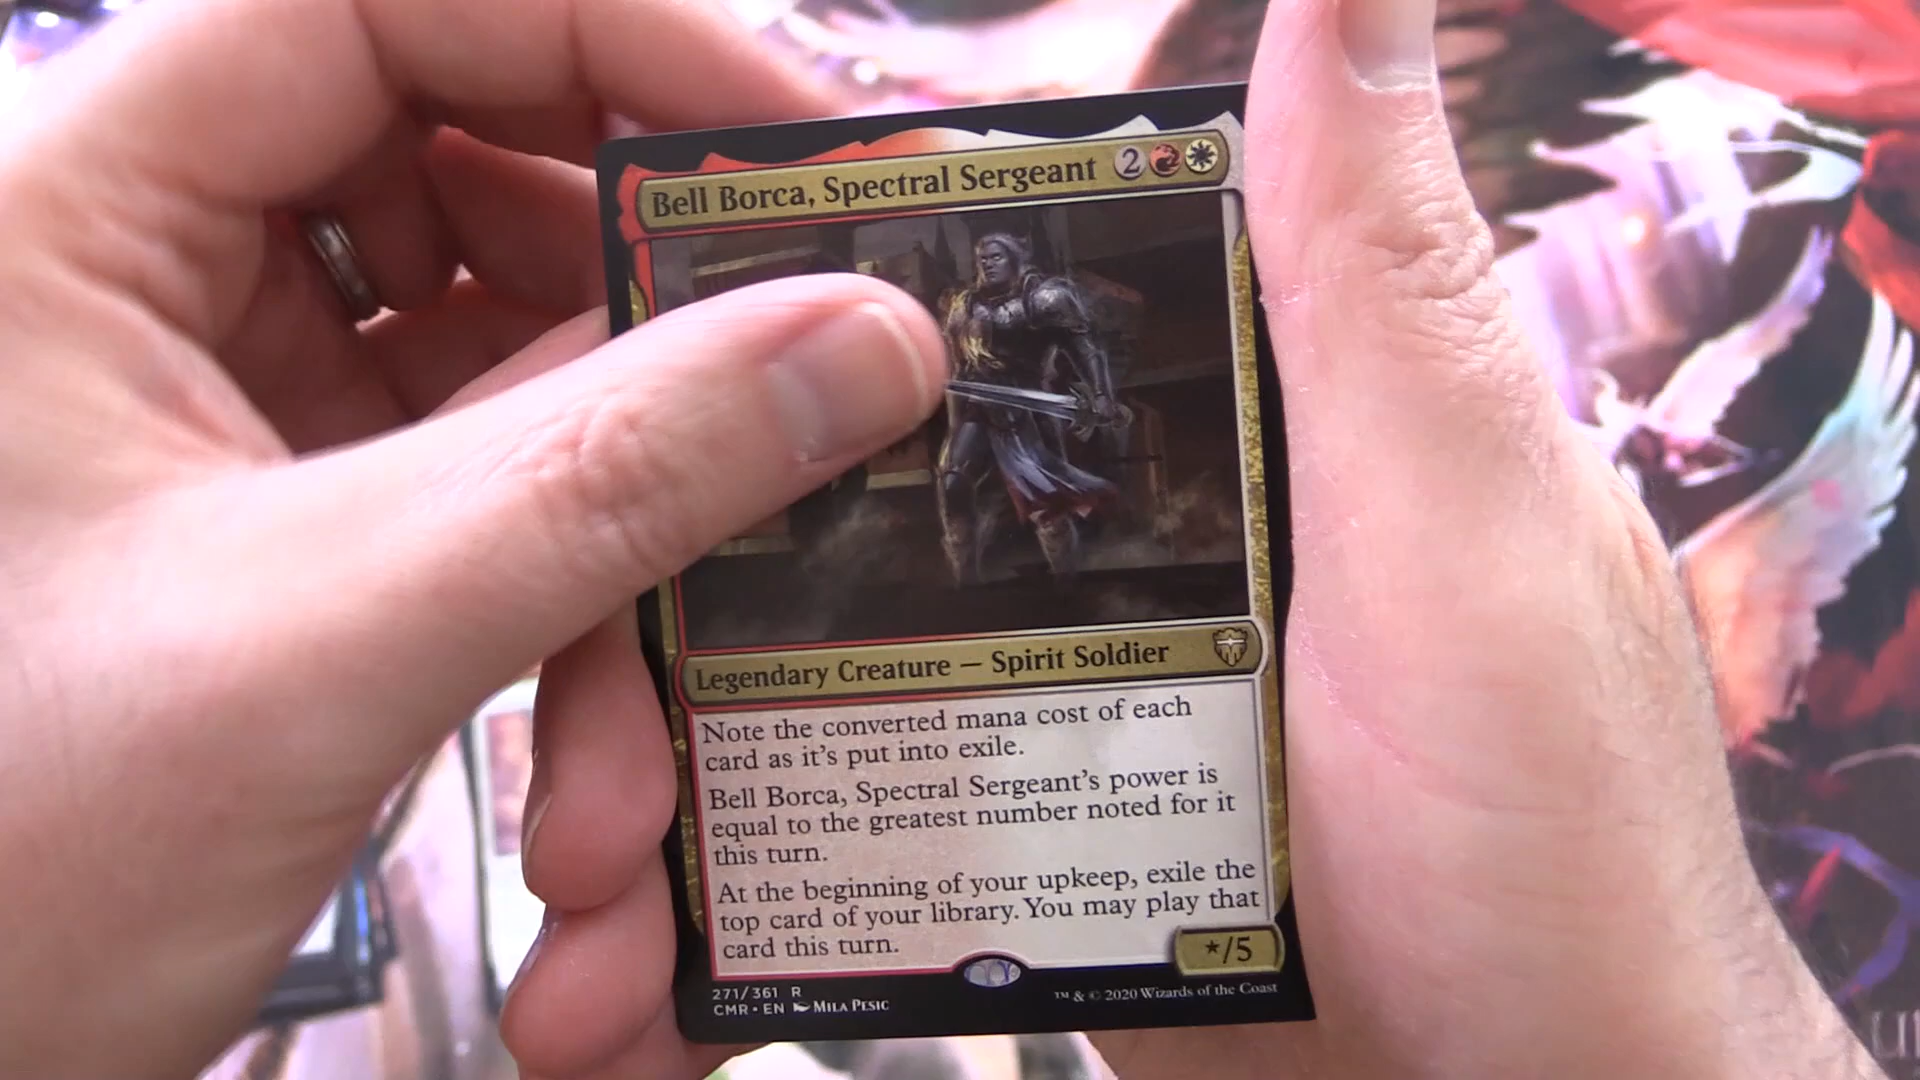 Bell Borca, Spectral Sergeant 2
Legendary Creature — Spirit Soldier
Note the converted mana cost of each
card as it's put into exile.
Bell Borca, Spectral Sergeant's power is
equal to the greatest number noted for it
this turn.
At the beginning of your upkeep, exile the
top card of your library. You may play that
card this turn.
*/5
271/361 R
CMR • EN Mila Pesic
™ & © 2020 Wizards of the Coast